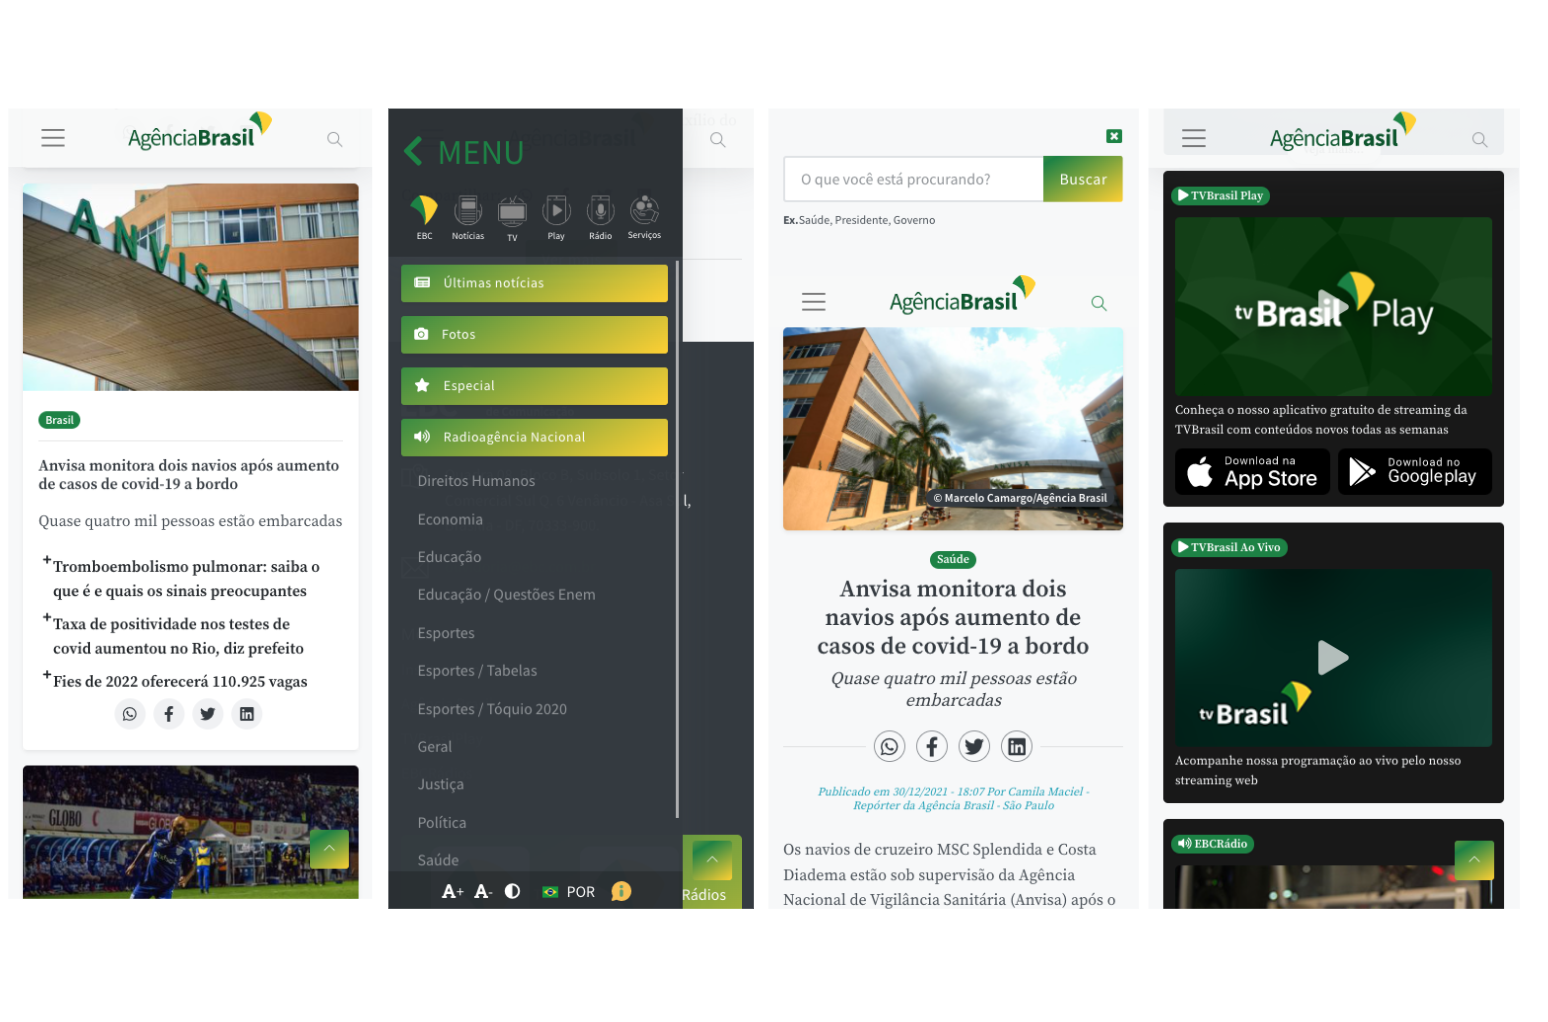 AgênciaBrasil
ANVISA
Brasil
Anvisa monitora dois navios após aumento
de casos de covid-19 a bordo
Quase quatro mil pessoas estão embarcadas
+Tromboembolismo pulmonar: saiba o
que é e quais os sinais preocupantes
+Taxa de positividade nos testes de
covid aumentou no Rio, diz prefeito
+Fies de 2022 oferecerá 110.925 vagas
GLOBO
GLOBO
MENU
EBC
Notícias
TV
Play
Rádio
Serviços
Últimas notícias
Fotos
Especial
Radioagência Nacional
Direitos Humanos
l,
Economia
Educação
Educação / Questões Enem
Esportes
Esportes / Tabelas
Esportes / Tóquio 2020
Geral
Justiça
Política
Saúde
A+ A- POR
Rádios
O que você está procurando?
Buscar
Ex.Saúde, Presidente, Governo
AgênciaBrasil
ANVISA
© Marcelo Camargo/Agência Brasil
Saúde
Anvisa monitora dois
navios após aumento de
casos de covid-19 a bordo
Quase quatro mil pessoas estão
embarcadas
Publicado em 30/12/2021 - 18:07 Por Camila Maciel -
Repórter da Agência Brasil - São Paulo
Os navios de cruzeiro MSC Splendida e Costa
Diadema estão sob supervisão da Agência
Nacional de Vigilância Sanitária (Anvisa) após o
AgênciaBrasil
TVBrasil Play
tv Brasil Play
Conheça o nosso aplicativo gratuito de streaming da
TVBrasil com conteúdos novos todas as semanas
Download na
App Store
Download no
Google play
TVBrasil Ao Vivo
tv Brasil
Acompanhe nossa programação ao vivo pelo nosso
streaming web
EBCRádio